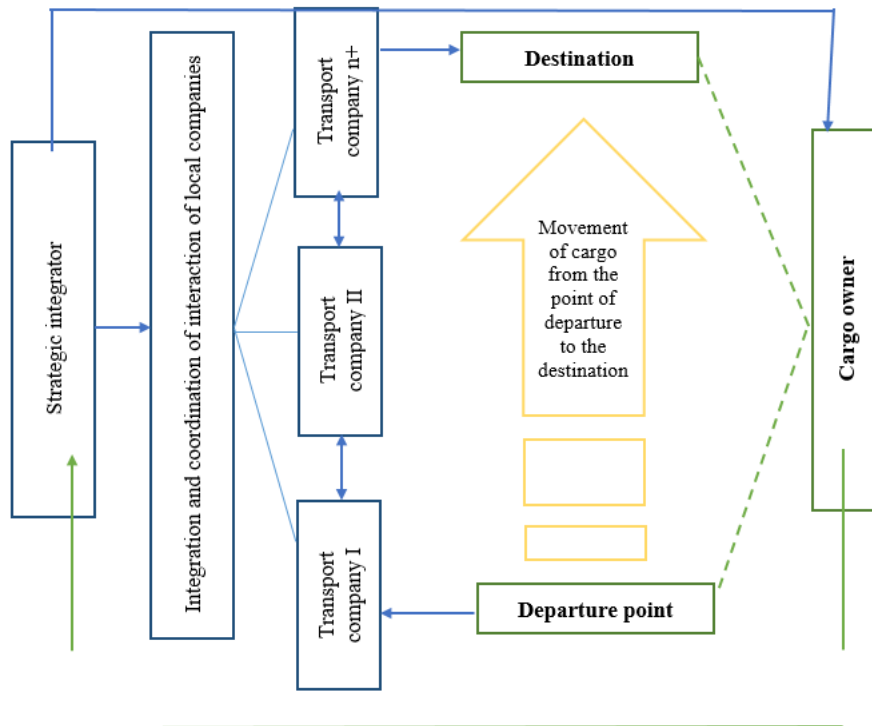 Strategic integrator
Integration and coordination of interaction of local companies
Transport
company n+
Transport
company II
Transport
company I
Destination
Movement
of cargo
from the
point of
departure
to the
destination
Departure point
Cargo owner